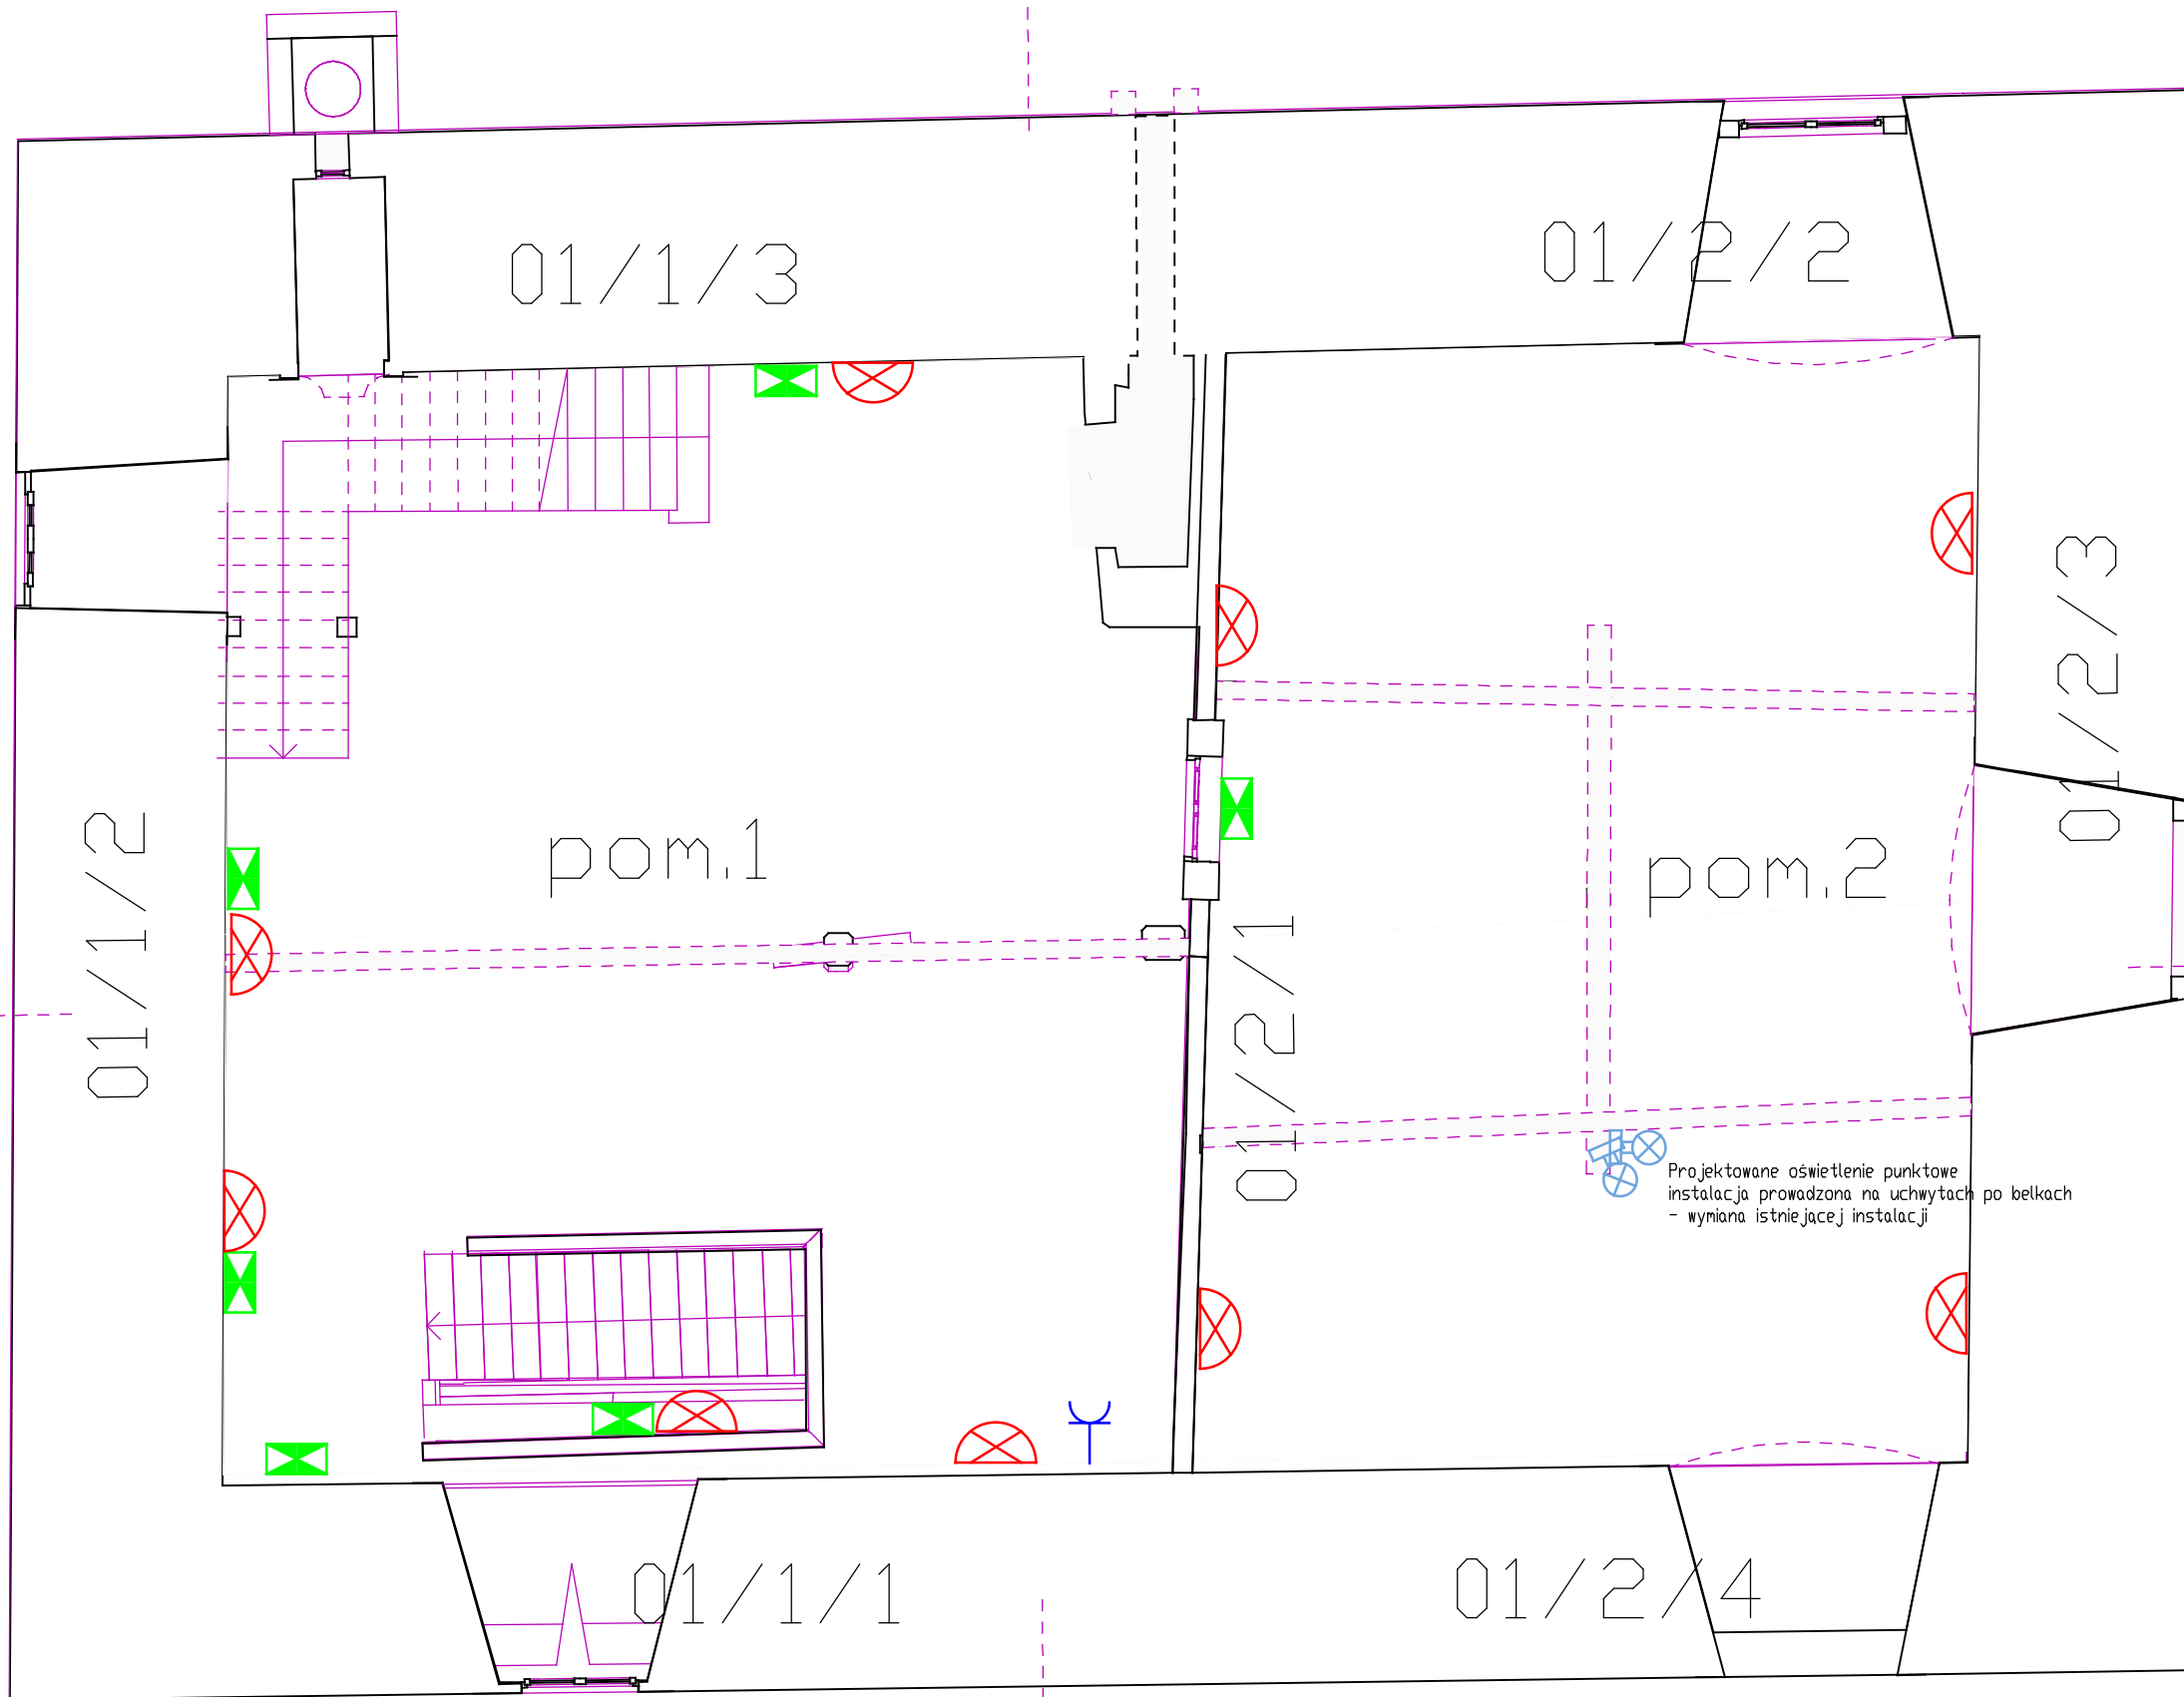 01/1/3
01/2/2
01/2/3
01/1/2
pom.1
pom.2
01/2/1
Projektowane oświetlenie punktowe
instalacja prowadzona na uchwytach po belkach
- wymiana istniejącej instalacji
01/1/1
01/2/4